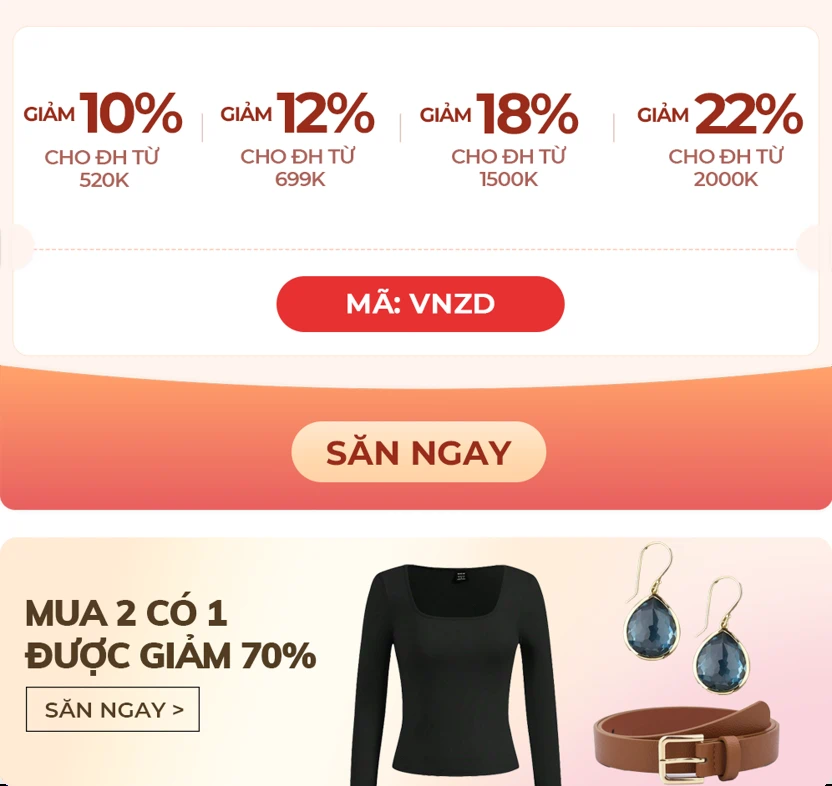 GIẢM 10%
CHO ĐH TỪ
520K
GIẢM 12%
CHO ĐH TỪ
699K
GIẢM 18%
CHO ĐH TỪ
1500K
GIẢM 22%
CHO ĐH TỪ
2000K
MÃ: VNZD
SĂN NGAY
MUA 2 CÓ 1
ĐƯỢC GIẢM 70%
SĂN NGAY >